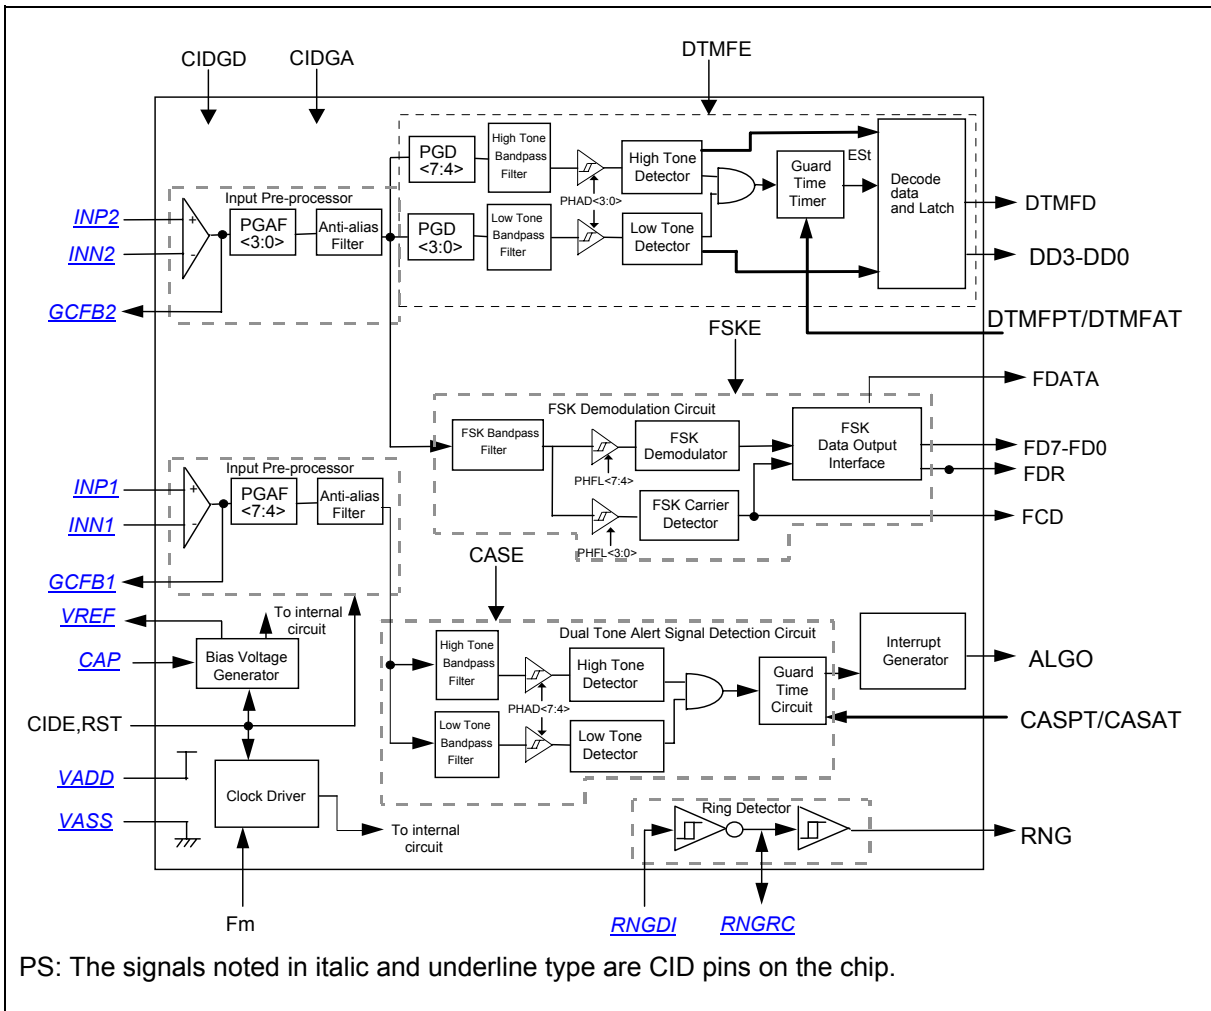 CIDGD
CIDGA
DTMFE
PGD
<7:4>
High Tone
Bandpass
Filter
High Tone
Detector
PHAD<3:0>
Guard
Time
Timer
ESt
Decode
data
and Latch
DTMFD
DD3-DD0
Input Pre-processor
INP2
INN2
GCFB2
+
-
PGAF
<3:0>
Anti-alias
Filter
PGD
<3:0>
Low Tone
Bandpass
Filter
Low Tone
Detector
DTMFPT/DTMFAT
FSKE
FDATA
FSK Demodulation Circuit
FSK Bandpass
Filter
PHFL<7:4>
FSK
Demodulator
FSK
Data Output
Interface
FD7-FD0
FDR
FSK Carrier
Detector
PHFL<3:0>
FCD
Input Pre-processor
INP1
INN1
GCFB1
+
-
PGAF
<7:4>
Anti-alias
Filter
CASE
VREF
CAP
To internal
circuit
Bias Voltage
Generator
CIDE,RST
Dual Tone Alert Signal Detection Circuit
High Tone
Bandpass
Filter
High Tone
Detector
PHAD<7:4>
Low Tone
Bandpass
Filter
Low Tone
Detector
Guard
Time
Circuit
Interrupt
Generator
ALGO
CASPT/CASAT
VADD
VASS
Clock Driver
To internal
circuit
Fm
Ring Detector
RNG
RNGDI
RNGRC
PS: The signals noted in italic and underline type are CID pins on the chip.